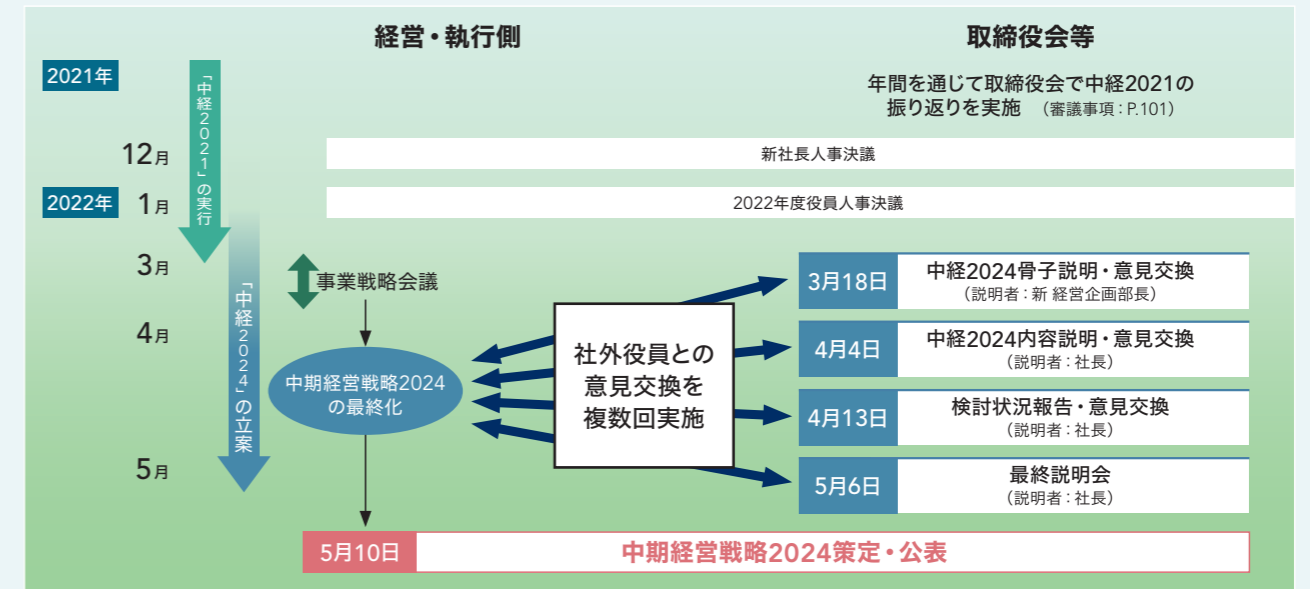 経営・執行側
取締役会等
2021年
「中経2021」の実行
年間を通じて取締役会で中経2021の
振り返りを実施 （審議事項：P.101）
12月
新社長人事決議
2022年
1月
2022年度役員人事決議
「中経2024」の立案
3月
事業戦略会議
3月18日
中経2024骨子説明・意見交換
（説明者：新 経営企画部長）
4月
中期経営戦略2024
の最終化
社外役員との
意見交換を
複数回実施
4月4日
中経2024内容説明・意見交換
（説明者：社長）
4月13日
検討状況報告・意見交換
（説明者：社長）
5月
5月6日
最終説明会
（説明者：社長）
5月10日
中期経営戦略2024策定・公表